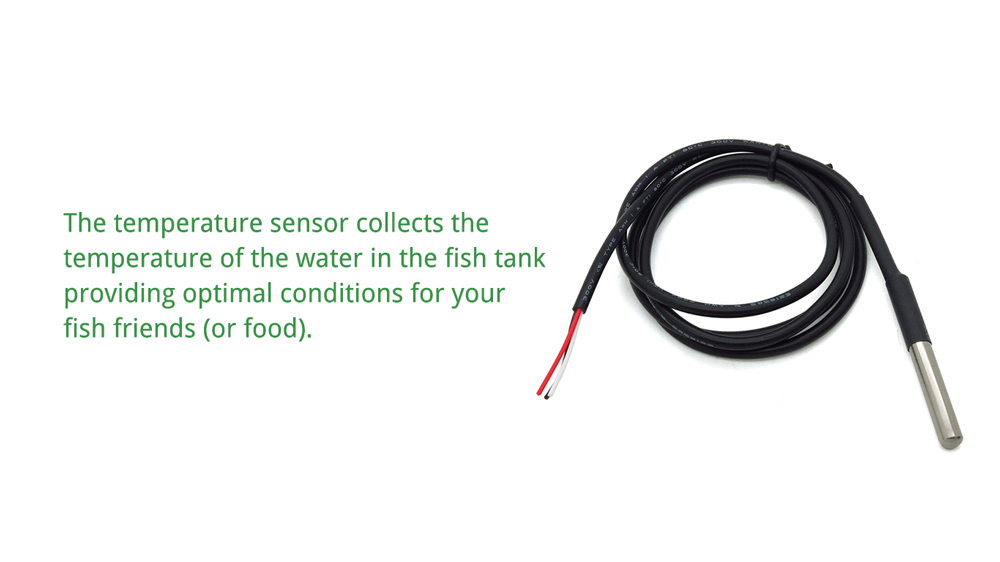 The temperature sensor collects the
temperature of the water in the fish tank
providing optimal conditions for your
fish friends (or food).